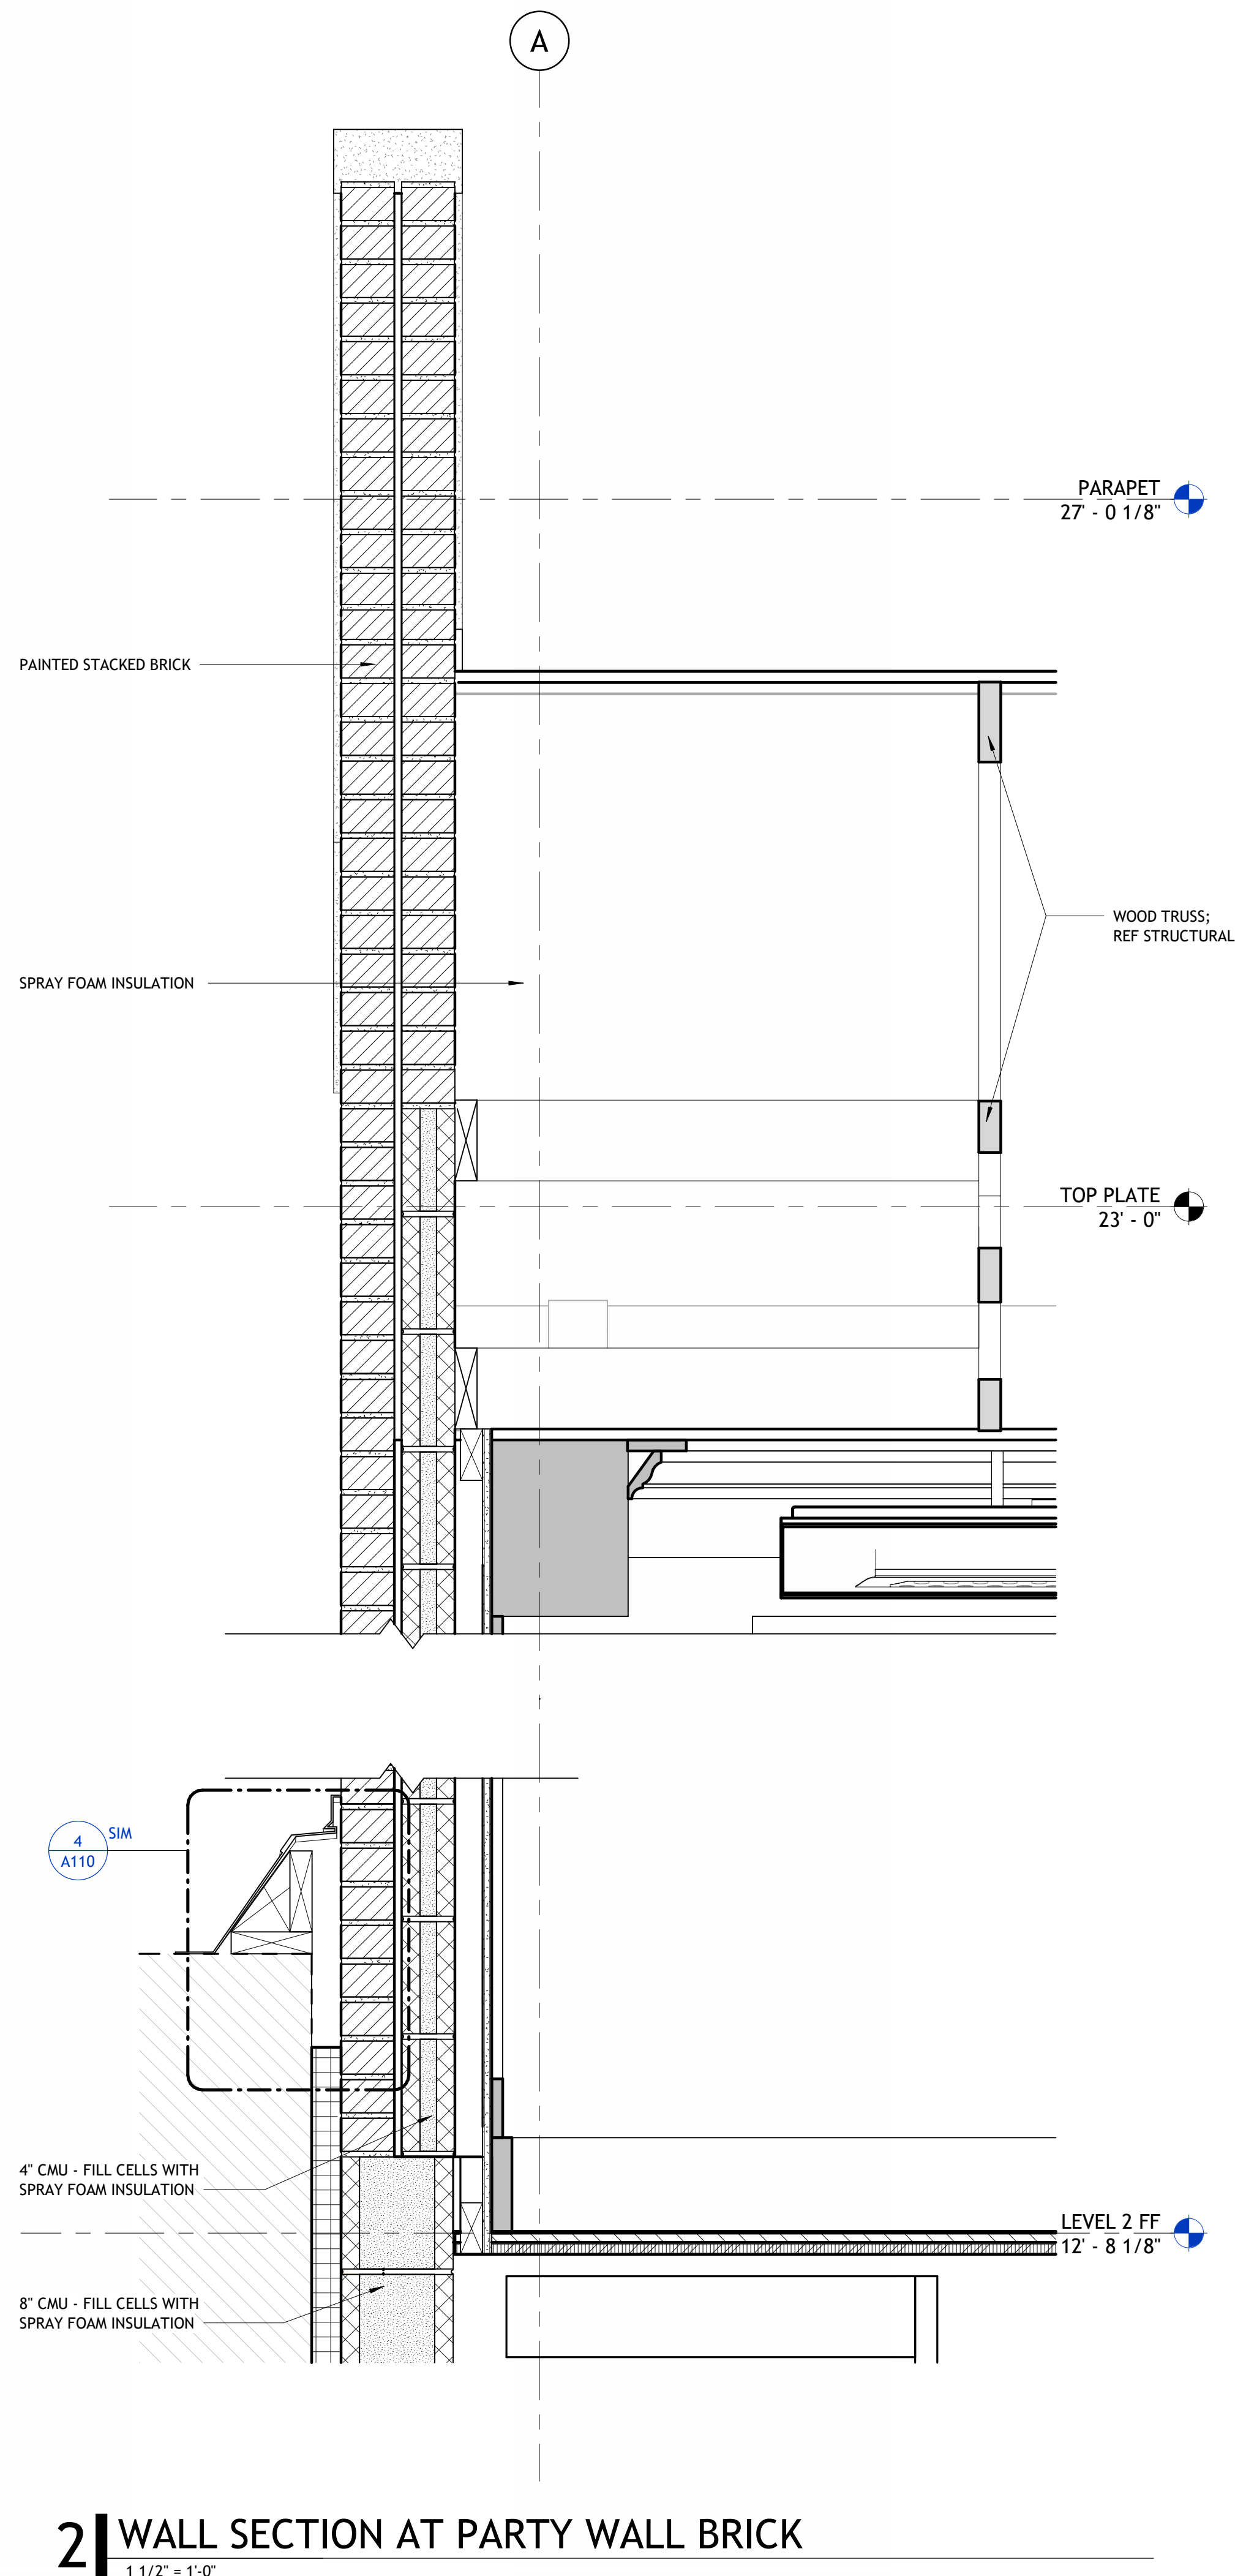 A
PARAPET
27' - 0 1/8"
PAINTED STACKED BRICK
WOOD TRUSS;
REF STRUCTURAL
SPRAY FOAM INSULATION
TOP PLATE
23' - 0"
4
SIM
A110
4" CMU - FILL CELLS WITH
SPRAY FOAM INSULATION
LEVEL 2 FF
12' - 8 1/8"
8" CMU - FILL CELLS WITH
SPRAY FOAM INSULATION
2
WALL SECTION AT PARTY WALL BRICK
1 1/2" = 1'-0"